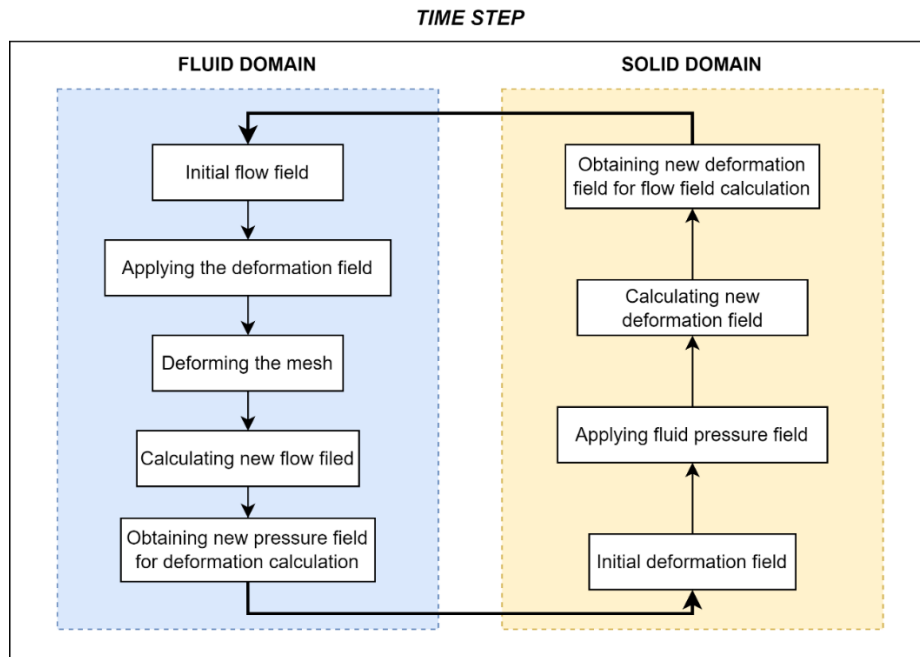 TIME STEP
FLUID DOMAIN
Initial flow field
Applying the deformation field
Deforming the mesh
Calculating new flow filed
Obtaining new pressure field
for deformation calculation
SOLID DOMAIN
Obtaining new deformation
field for flow field calculation
Calculating new
deformation field
Applying fluid pressure field
Initial deformation field